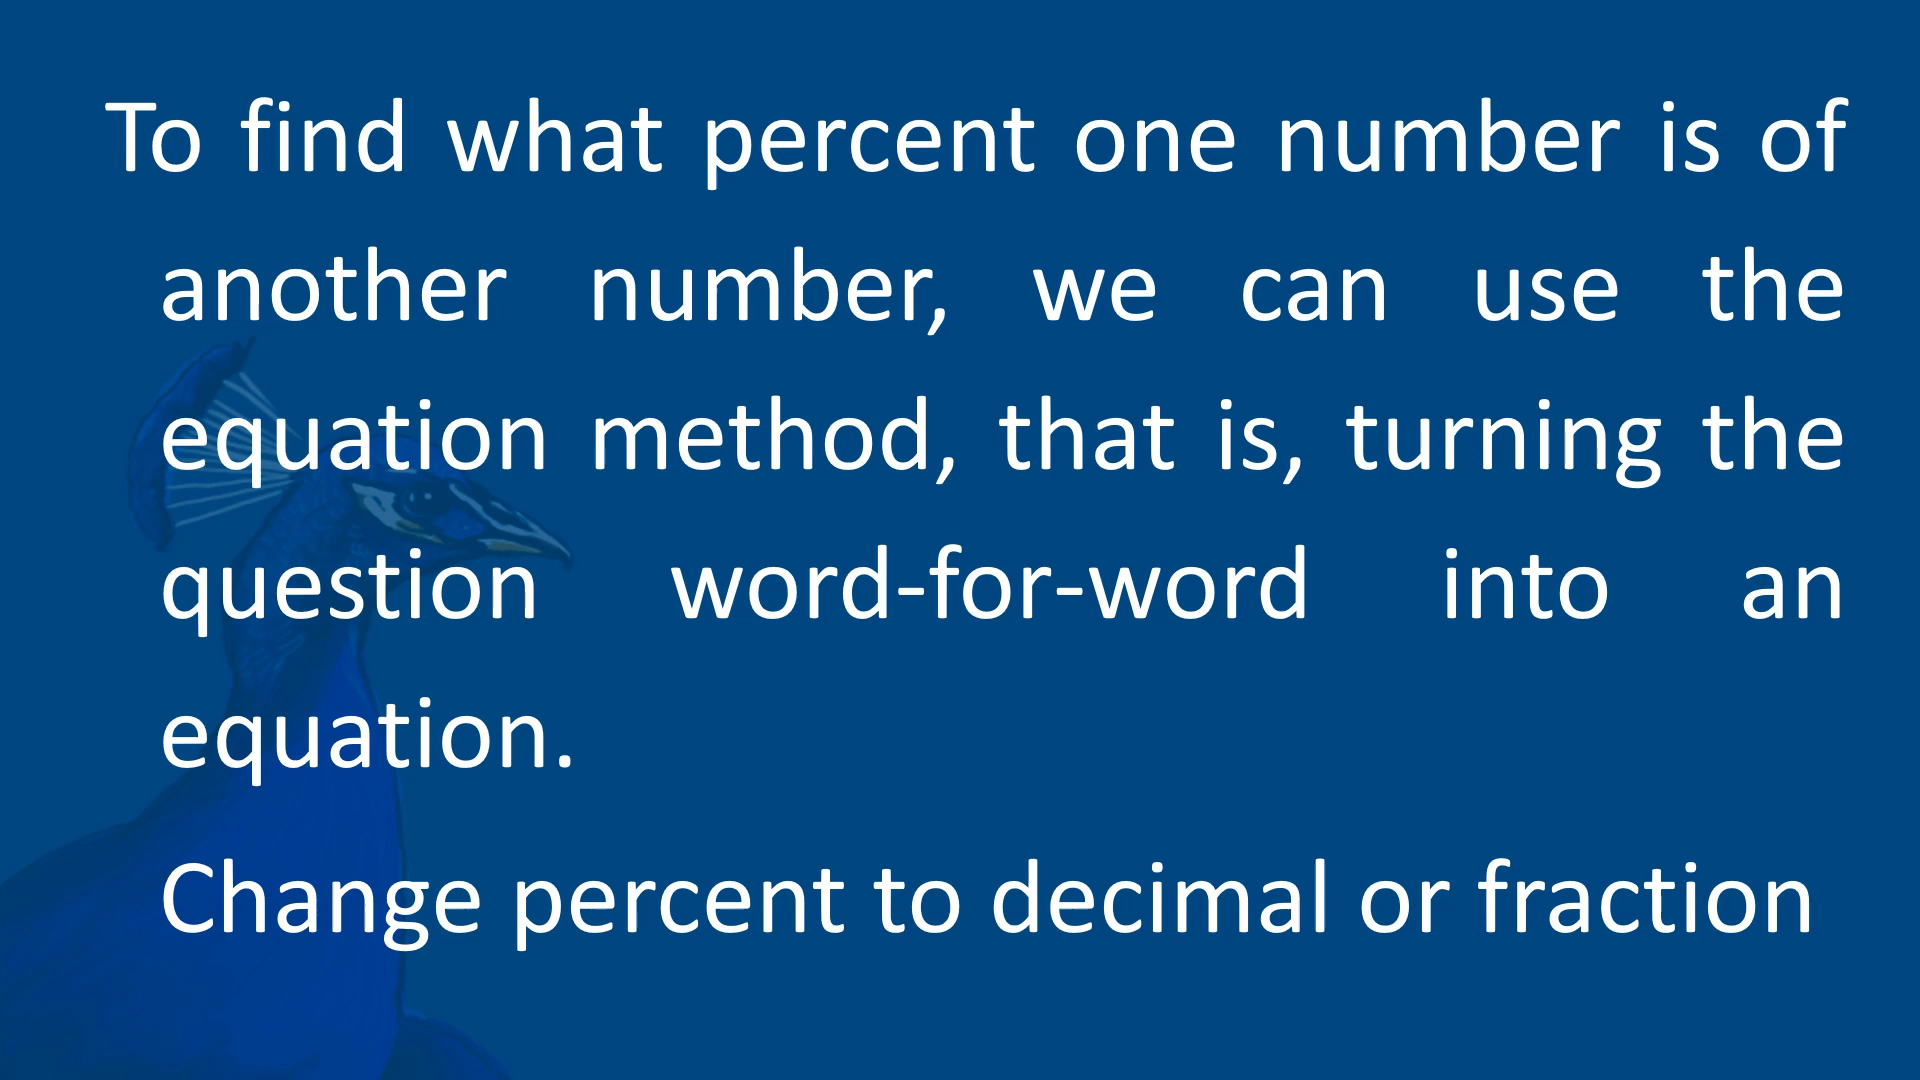 To find what percent one number is of
another number, we can use the
equation method, that is, turning the
question word-for-word into an
equation.
Change percent to decimal or fraction